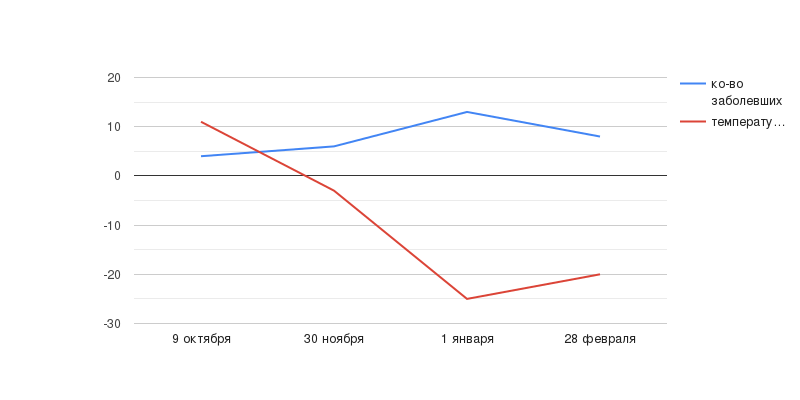 20
10
0
-10
-20
-30
9 октября
30 ноября
1 января
28 февраля
ко-во
заболевших
температу…